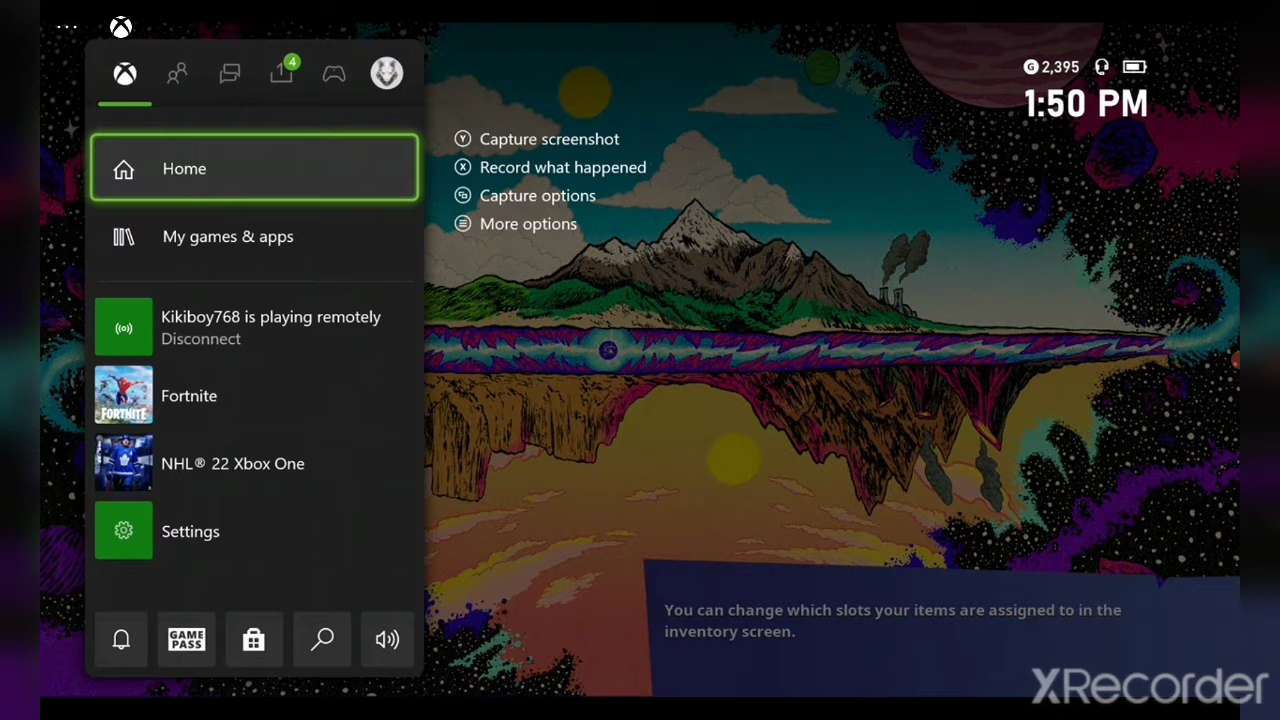 4
G 2,395
1:50 PM
Home
My games & apps
Kikiboy768 is playing remotely
Disconnect
FORTNITE
Fortnite
NHL® 22 Xbox One
Settings
GAME
PASS
Y Capture screenshot
X Record what happened
Capture options
More options
You can change which slots your items are assigned to in the
inventory screen.
XRecorder